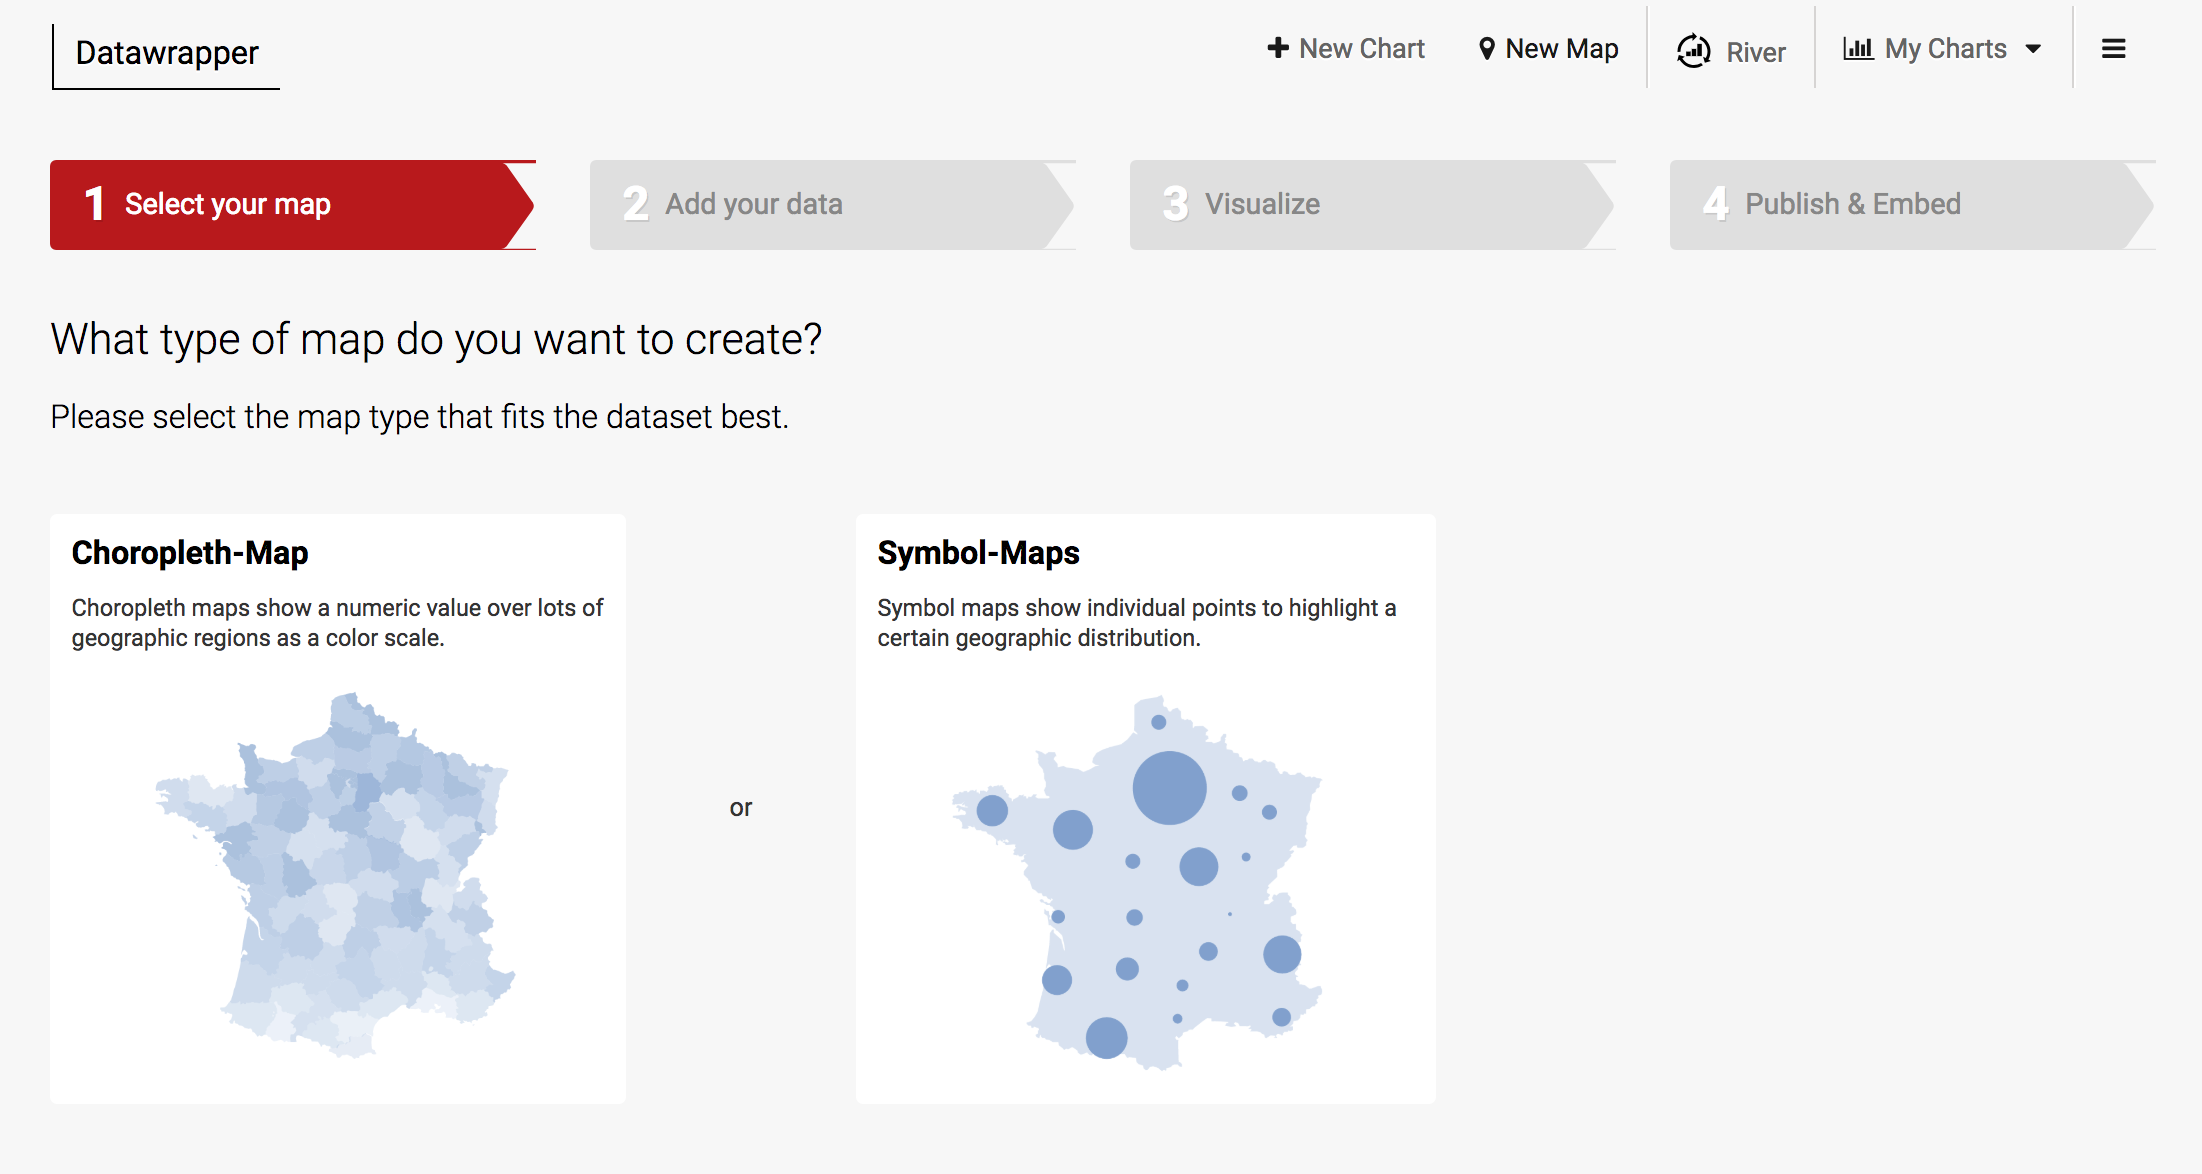 Datawrapper
New Chart
New Map
River
My Charts
1 Select your map
2 Add your data
3 Visualize
4 Publish & Embed
What type of map do you want to create?
Please select the map type that fits the dataset best.
Choropleth-Map
Choropleth maps show a numeric value over lots of
geographic regions as a color scale.
or
Symbol-Maps
Symbol maps show individual points to highlight a
certain geographic distribution.